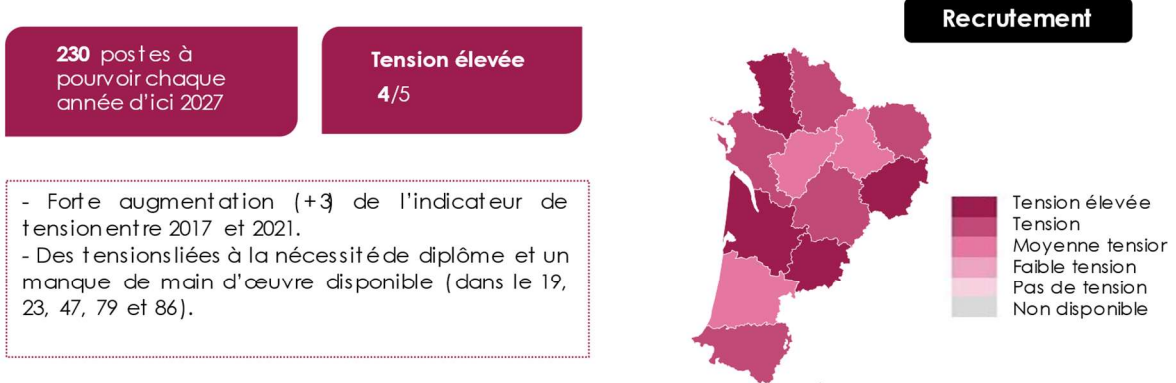 Recrutement
230 postes à
pourvoir chaque
année d'ici 2027
Tension élevée
4/5
- Forte augmentation (+3) de l'indicateur de
tension entre 2017 et 2021.
- Des tensions liées à la nécessité de diplôme et un
manque de main d'œuvre disponible (dans le 19,
23, 47, 79 et 86).
Tension élevée
Tension
Moyenne tension
Faible tension
Pas de tension
Non disponible